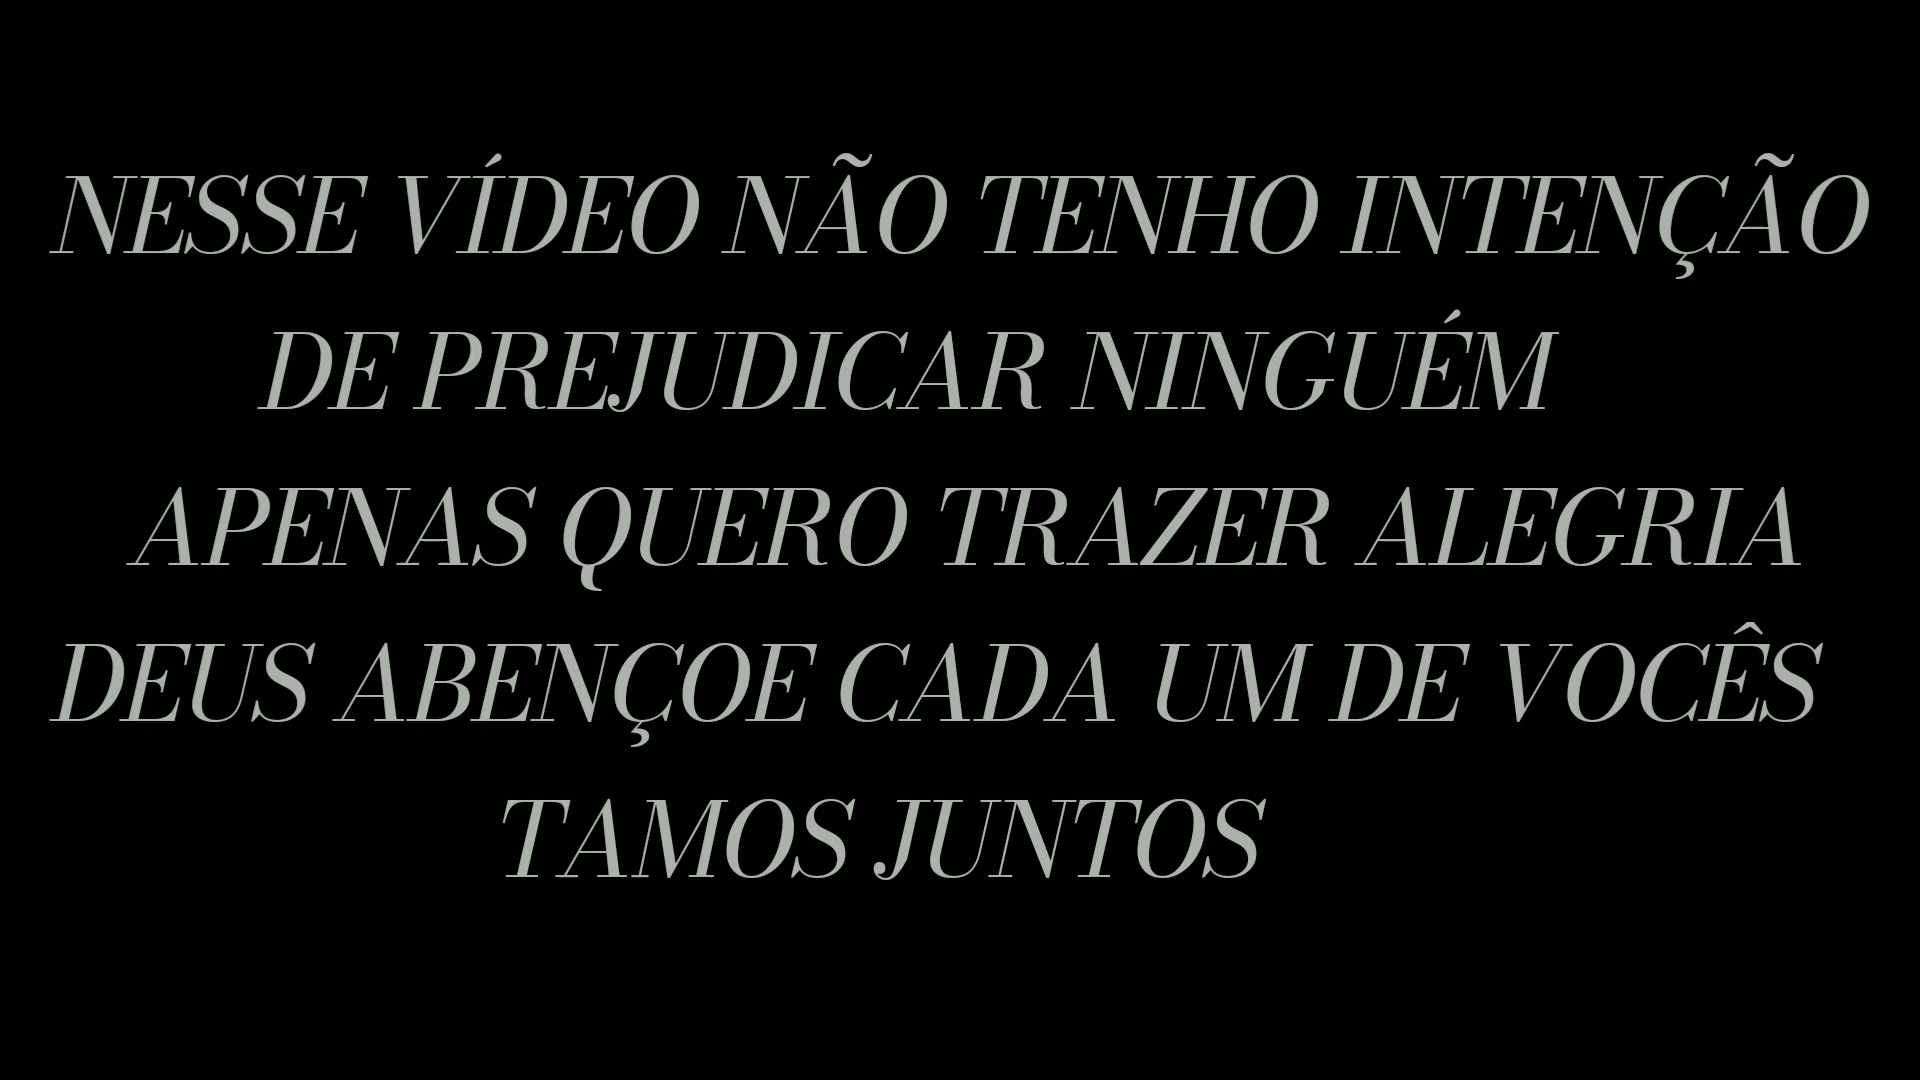 NESSE VÍDEO NÃO TENHO INTENÇÃO
DE PREJUDICAR NINGUÉM
APENAS QUERO TRAZER ALEGRIA
DEUS ABENÇOE CADA UM DE VOCÊS
TAMOS JUNTOS